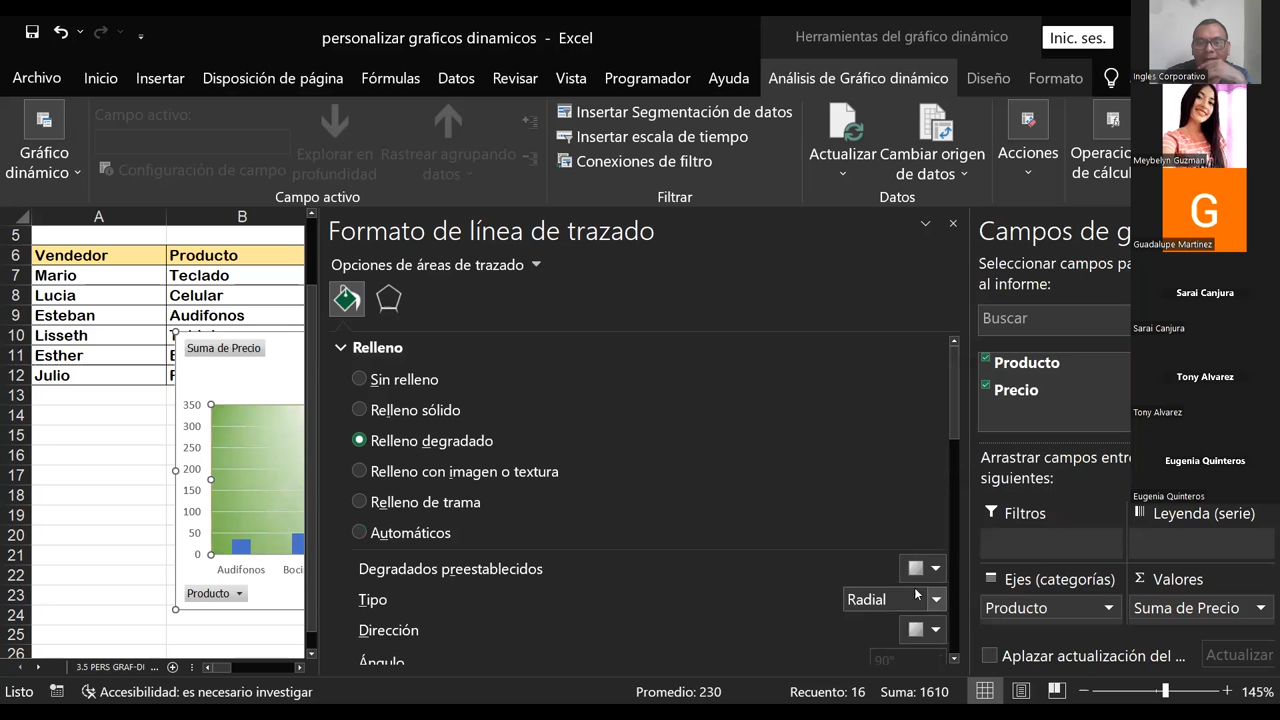 personalizar graficos dinamicos - Excel
Herramientas del gráfico dinámico
Inic. ses.
Archivo Inicio Insertar Disposición de página Fórmulas Datos Revisar Vista Programador Ayuda Análisis de Gráfico dinámico Diseño Formato
Gráfico dinámico
Campo activo:
Configuración de campo
Explorar en profundidad
Rastrear agrupando datos
Campo activo
Insertar Segmentación de datos
Insertar escala de tiempo
Conexiones de filtro
Filtrar
Actualizar
Cambiar origen de datos
Datos
Acciones
Operacio
de cálcu
A B
5
6 Vendedor Producto
7 Mario Teclado
8 Lucia Celular
9 Esteban Audifonos
10 Lisseth
11 Esther
12 Julio
13
14
15
16
17
18
19
20
21
22
23
24
25
26
Suma de Precio
350
300
250
200
150
100
50
0
Audifonos Boci
Producto
Formato de línea de trazado
Opciones de áreas de trazado
Relleno
Sin relleno
Relleno sólido
Relleno degradado
Relleno con imagen o textura
Relleno de trama
Automáticos
Degradados preestablecidos
Tipo Radial
Dirección
Ángulo 90°
Campos de g
Seleccionar campos pa
al informe:
Buscar
Producto
Precio
Arrastrar campos entre
siguientes:
Filtros
Leyenda (serie)
Ejes (categorías)
Σ Valores
Producto
Suma de Precio
Aplazar actualización del ...
Actualizar
3.5 PERS GRAF-DI ...
Listo
Accesibilidad: es necesario investigar
Promedio: 230 Recuento: 16 Suma: 1610
145%
Ingles Corporativo
Meybelyn Guzman
G
Guadalupe Martinez
Sarai Canjura
Sarai Canjura
Tony Alvarez
Tony Alvarez
Eugenia Quinteros
Eugenia Quinteros